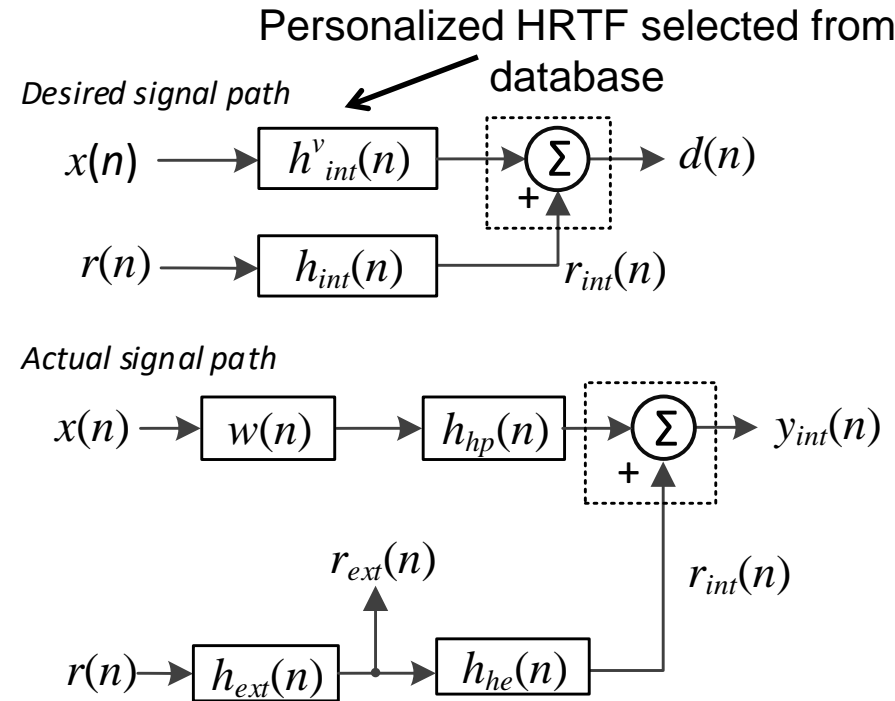 Personalized HRTF selected from
database
Desired signal path
x(n)
h^v_int(n)
Σ
+
d(n)
r(n)
h_int(n)
r_int(n)
Actual signal path
x(n)
w(n)
h_hp(n)
Σ
+
y_int(n)
r_ext(n)
r_int(n)
r(n)
h_ext(n)
h_he(n)